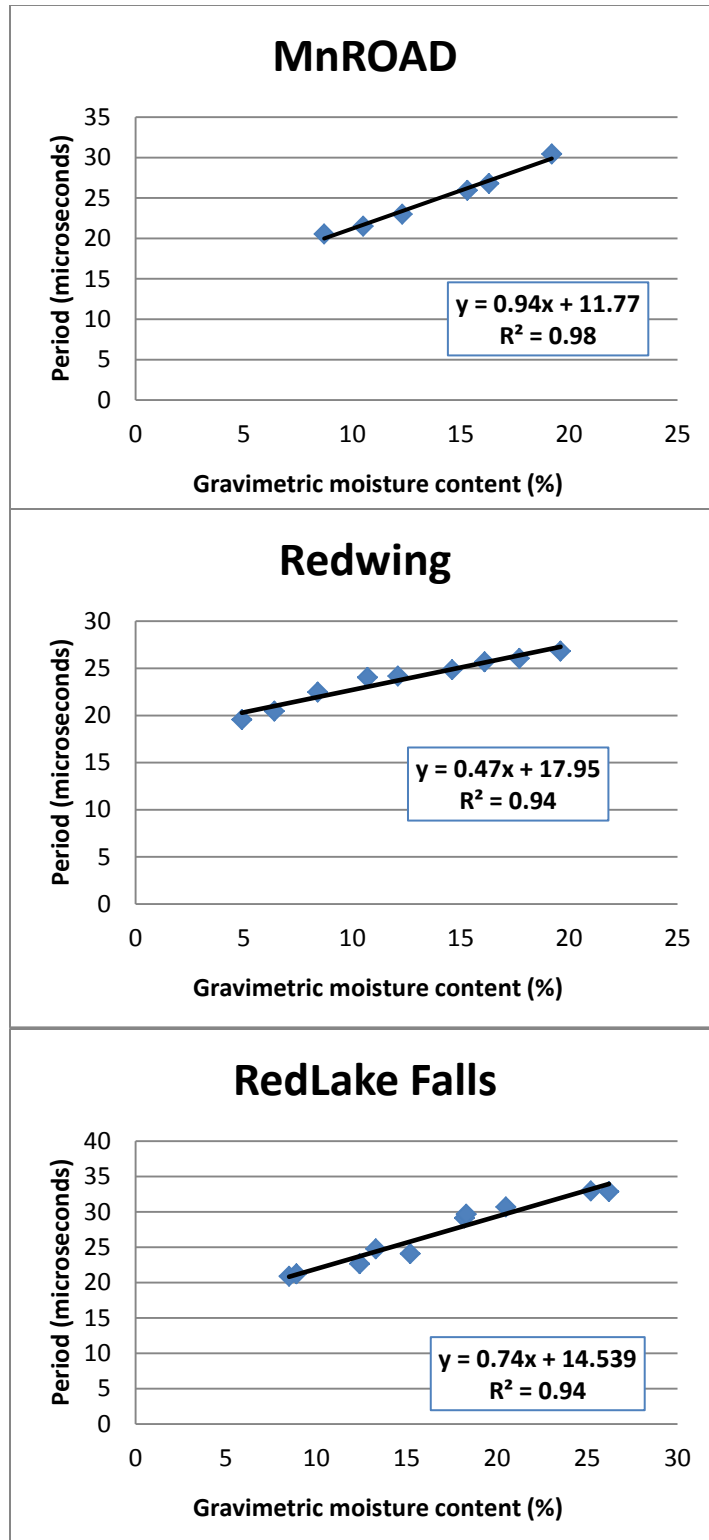 MnROAD
Period (microseconds)
35
30
25
20
15
10
5
0
y = 0.94x + 11.77
R² = 0.98
0 5 10 15 20 25
Gravimetric moisture content (%)
Redwing
Period (microseconds)
30
25
20
15
10
5
0
y = 0.47x + 17.95
R² = 0.94
0 5 10 15 20 25
Gravimetric moisture content (%)
RedLake Falls
Period (microseconds)
40
35
30
25
20
15
10
5
0
y = 0.74x + 14.539
R² = 0.94
0 5 10 15 20 25 30
Gravimetric moisture content (%)